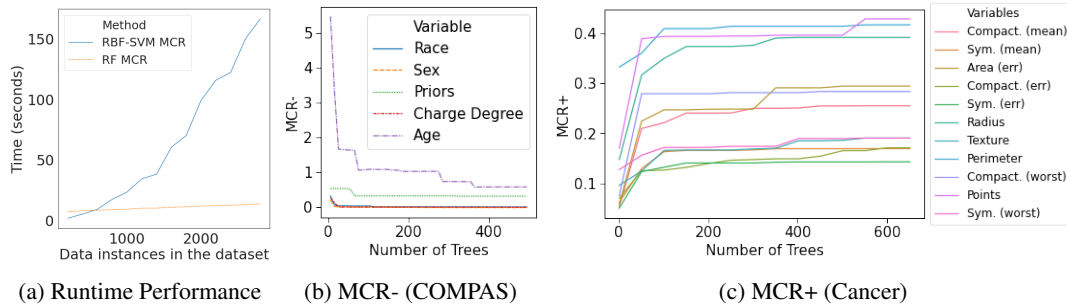 150
100
50
0
Time (seconds)
Method
RBF-SVM MCR
RF MCR
1000
2000
Data instances in the dataset
(a) Runtime Performance
5
4
3
2
1
0
MCR-
Variable
Race
Sex
Priors
Charge Degree
Age
0
200
400
Number of Trees
(b) MCR- (COMPAS)
0.4
0.3
0.2
0.1
MCR+
0
200
400
600
Number of Trees
Variables
Compact. (mean)
Sym. (mean)
Area (err)
Compact. (err)
Sym. (err)
Radius
Texture
Perimeter
Compact. (worst)
Points
Sym. (worst)
(c) MCR+ (Cancer)